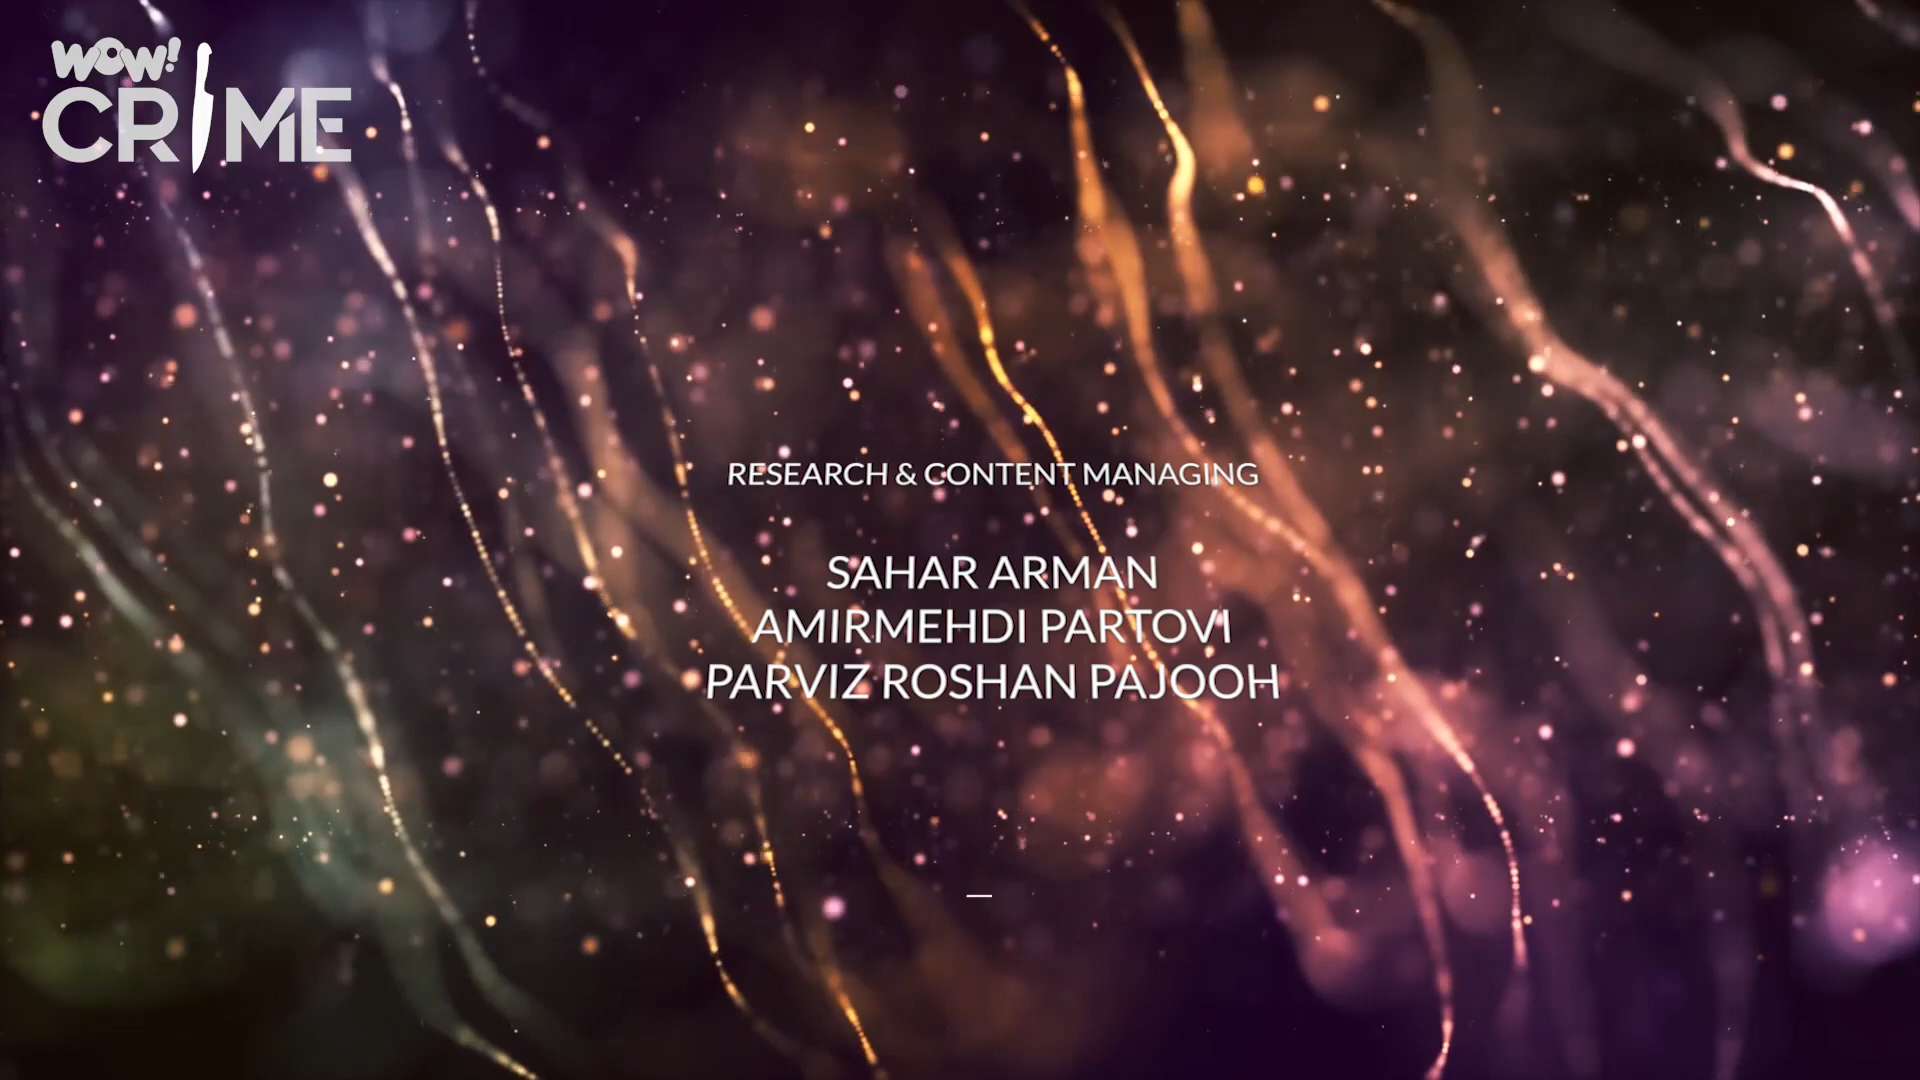 WOW!
CRIME
RESEARCH & CONTENT MANAGING
SAHAR ARMAN
AMIRMEHDI PARTOVI
PARVIZ ROSHAN PAJOOH
—